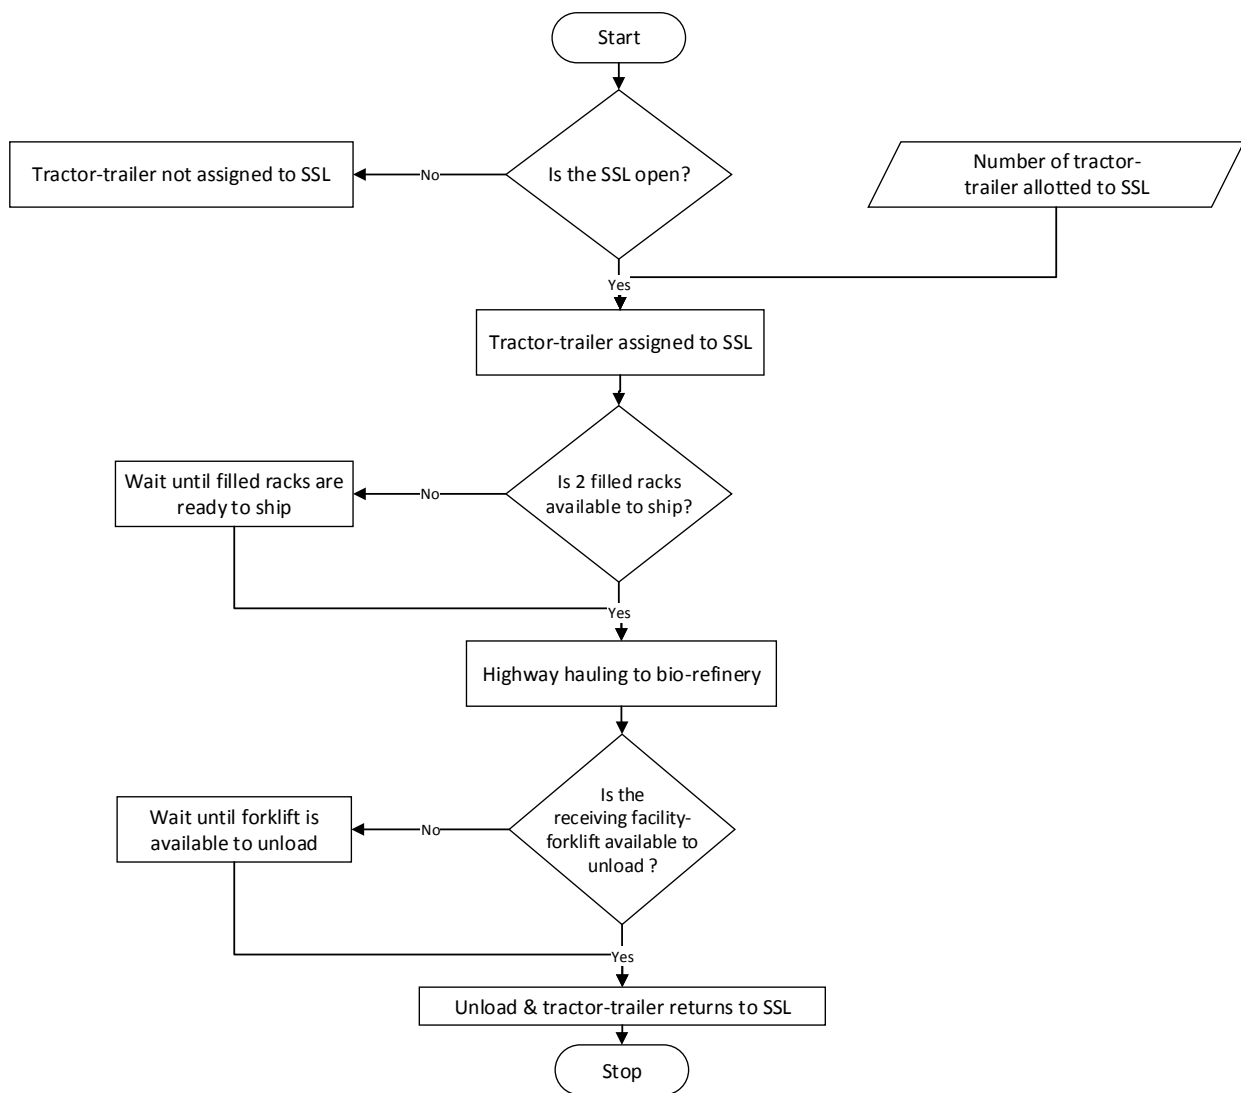 Start
Is the SSL open?
No
Tractor-trailer not assigned to SSL
Number of tractor-
trailer allotted to SSL
Yes
Tractor-trailer assigned to SSL
Is 2 filled racks
available to ship?
No
Wait until filled racks are
ready to ship
Yes
Highway hauling to bio-refinery
Is the
receiving facility-
forklift available to
unload ?
No
Wait until forklift is
available to unload
Yes
Unload & tractor-trailer returns to SSL
Stop